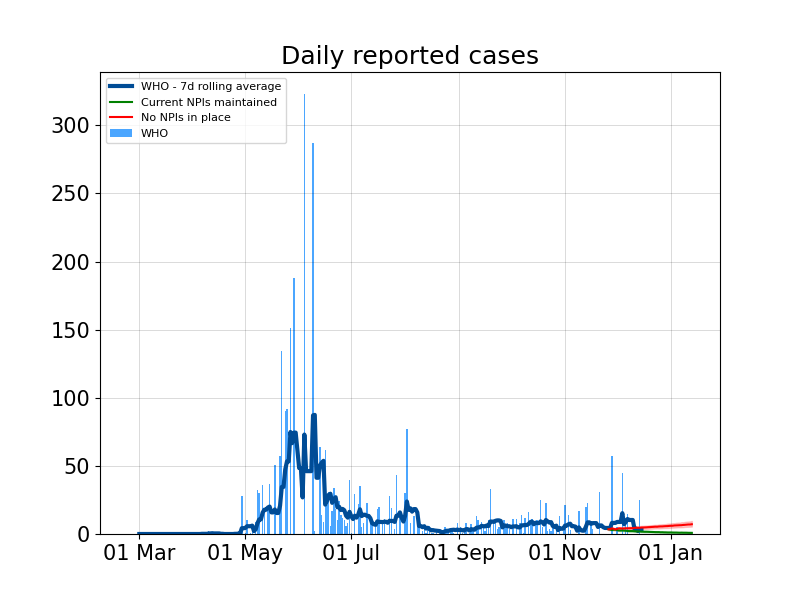 Daily reported cases
WHO - 7d rolling average
Current NPIs maintained
No NPIs in place
WHO
300
250
200
150
100
50
0
01 Mar 01 May 01 Jul 01 Sep 01 Nov 01 Jan